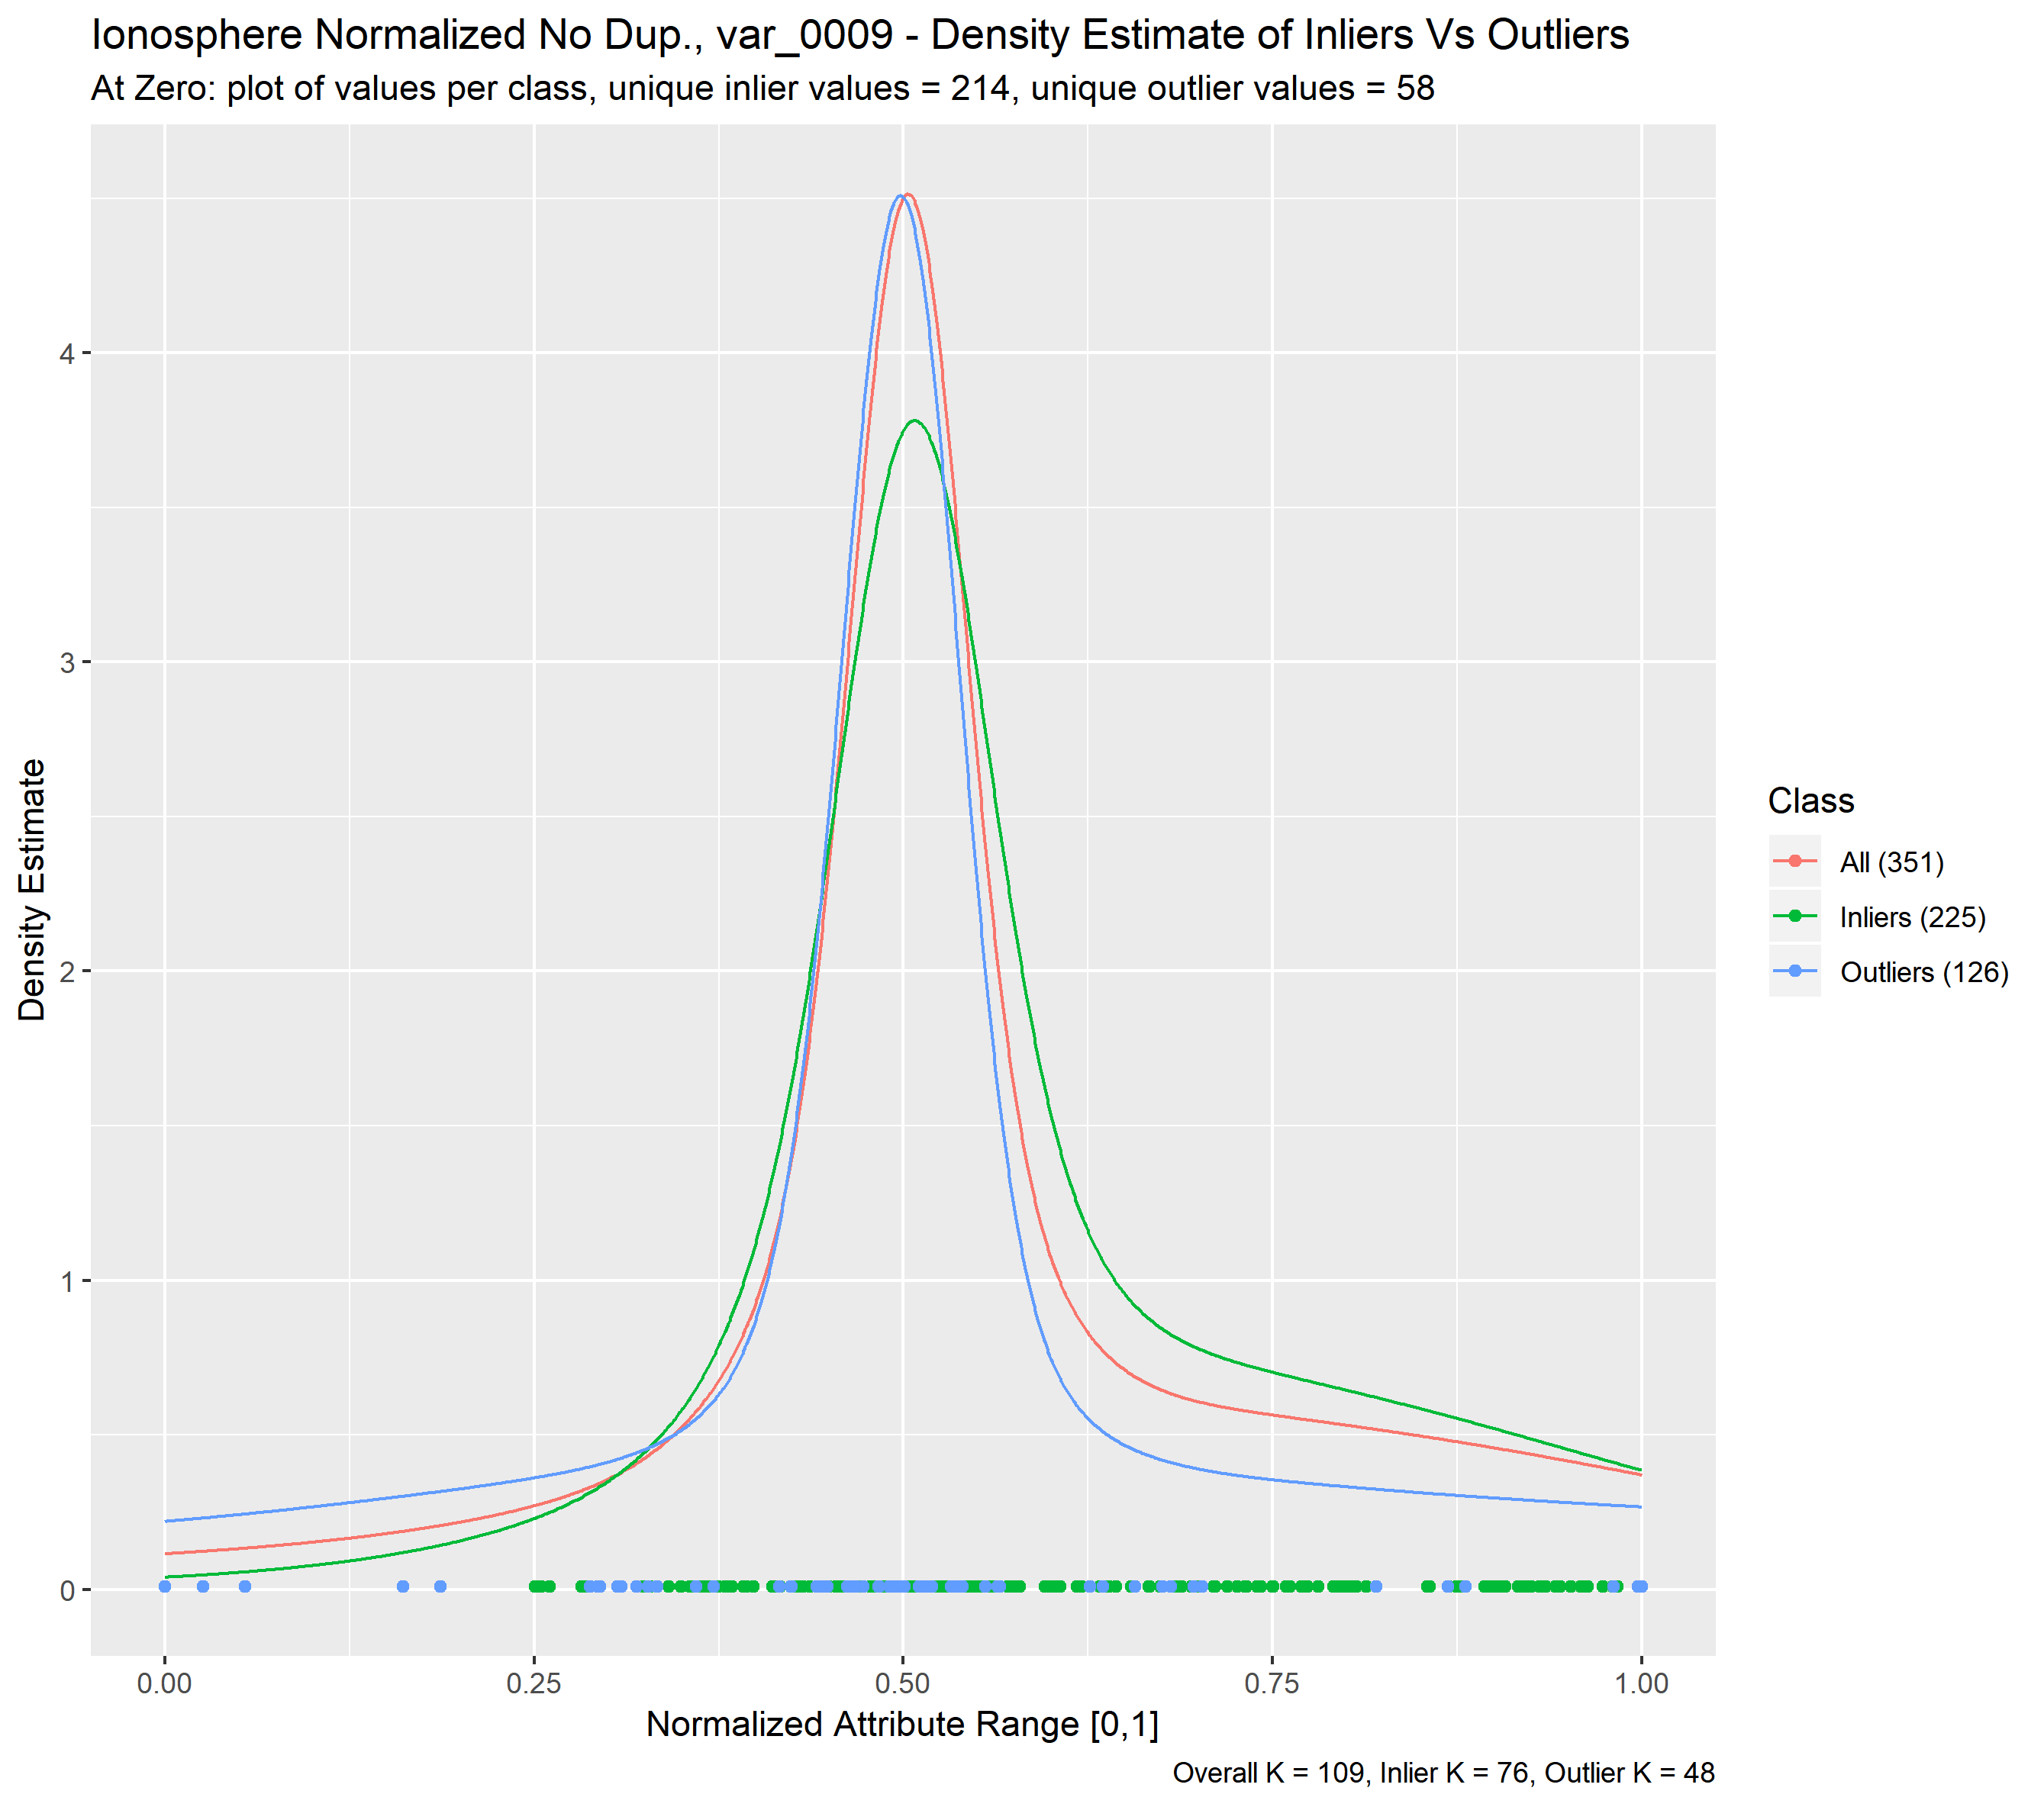 Ionosphere Normalized No Dup., var_0009 - Density Estimate of Inliers Vs Outliers
At Zero: plot of values per class, unique inlier values = 214, unique outlier values = 58
Density Estimate
4
3
2
1
0
0.00 0.25 0.50 0.75 1.00
Normalized Attribute Range [0,1]
Class
All (351)
Inliers (225)
Outliers (126)
Overall K = 109, Inlier K = 76, Outlier K = 48